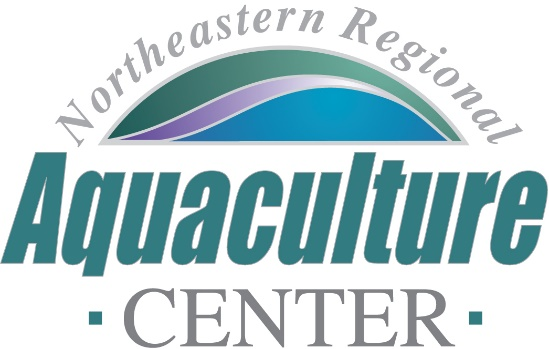 Northeastern Regional
Aquaculture
· CENTER ·